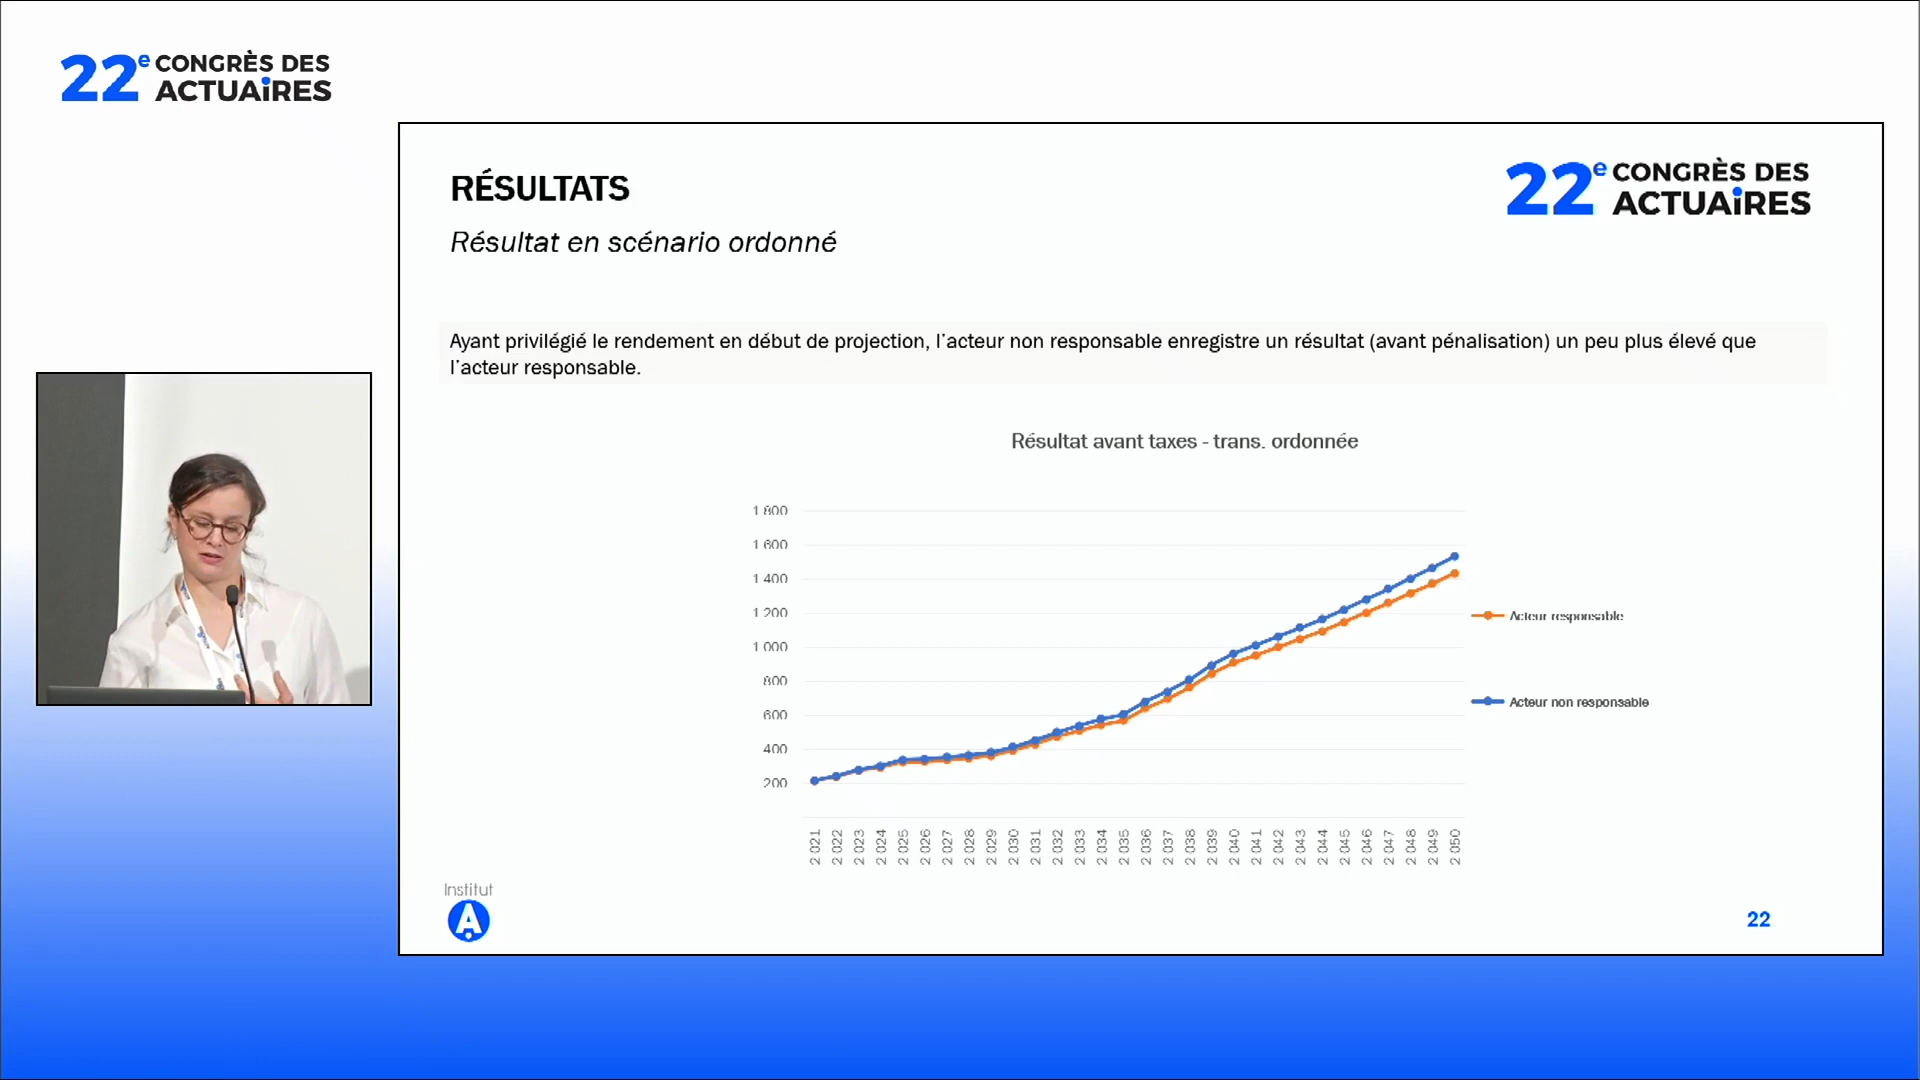 22e CONGRÈS DES
ACTUAiRES
RÉSULTATS
Résultat en scénario ordonné
22e CONGRÈS DES
ACTUAiRES
Ayant privilégié le rendement en début de projection, l'acteur non responsable enregistre un résultat (avant pénalisation) un peu plus élevé que
l'acteur responsable.
Résultat avant taxes - trans. ordonnée
1 800
1 600
1 400
1 200
1 000
800
600
400
200
2 021 2 022 2 023 2 024 2 025 2 026 2 027 2 028 2 029 2 030 2 031 2 032 2 033 2 034 2 035 2 036 2 037 2 038 2 039 2 040 2 041 2 042 2 043 2 044 2 045 2 046 2 047 2 048 2 049 2 050
Acteur responsable
Acteur non responsable
Institut
A
22